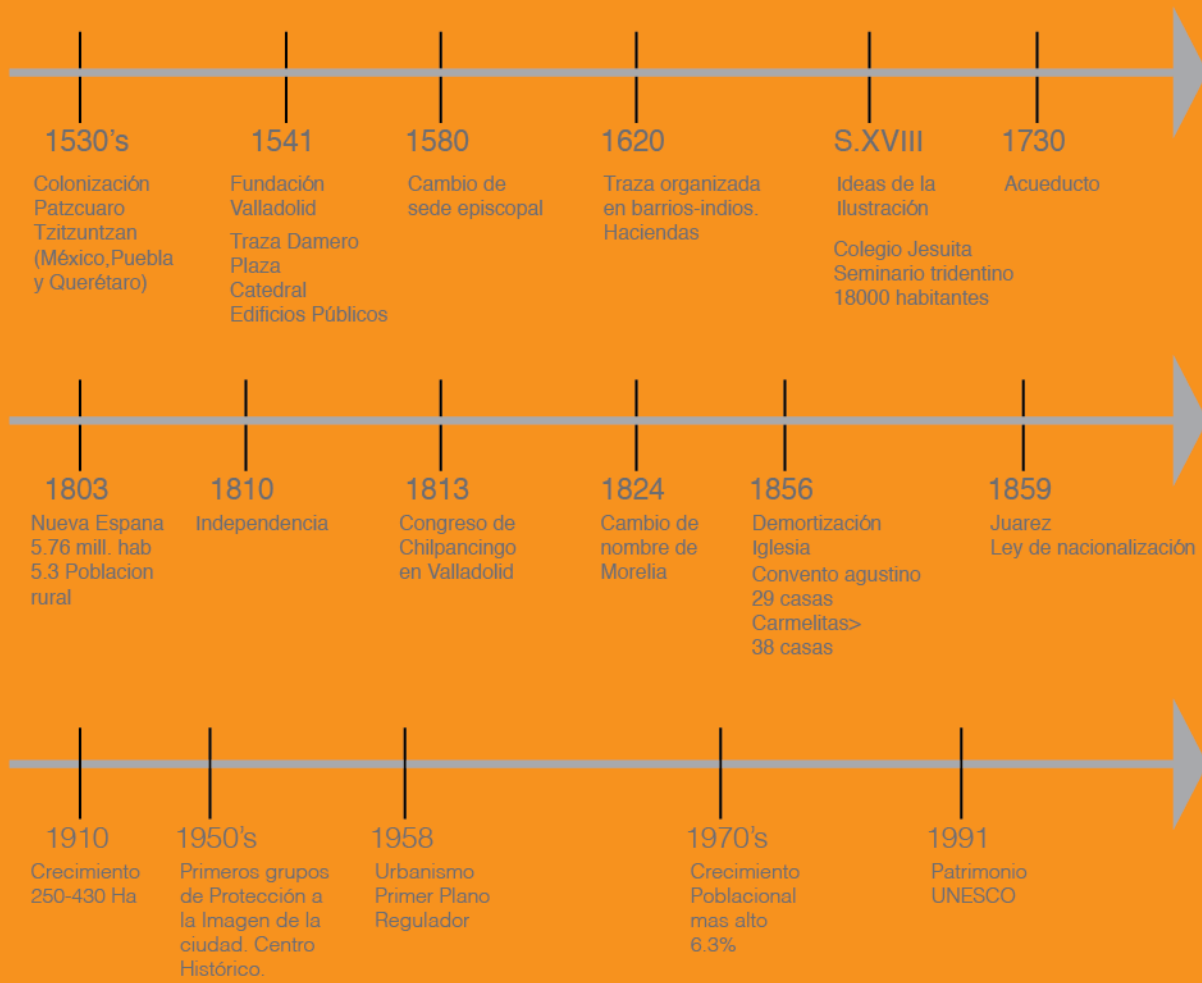 1530's
Colonización
Patzcuaro
Tzitzuntzan
(México,Puebla
y Querétaro)
1541
Fundación
Valladolid
Traza Damero
Plaza
Catedral
Edificios Públicos
1580
Cambio de
sede episcopal
1620
Traza organizada
en barrios-indios.
Haciendas
S.XVIII
Ideas de la
Ilustración
Colegio Jesuita
Seminario tridentino
18000 habitantes
1730
Acueducto
1803
Nueva Espana
5.76 mill. hab
5.3 Poblacion
rural
1810
Independencia
1813
Congreso de
Chilpancingo
en Valladolid
1824
Cambio de
nombre de
Morelia
1856
Demortización
Iglesia
Convento agustino
29 casas
Carmelitas>
38 casas
1859
Juarez
Ley de nacionalización
1910
Crecimiento
250-430 Ha
1950's
Primeros grupos
de Protección a
la Imagen de la
ciudad. Centro
Histórico.
1958
Urbanismo
Primer Plano
Regulador
1970's
Crecimiento
Poblacional
mas alto
6.3%
1991
Patrimonio
UNESCO